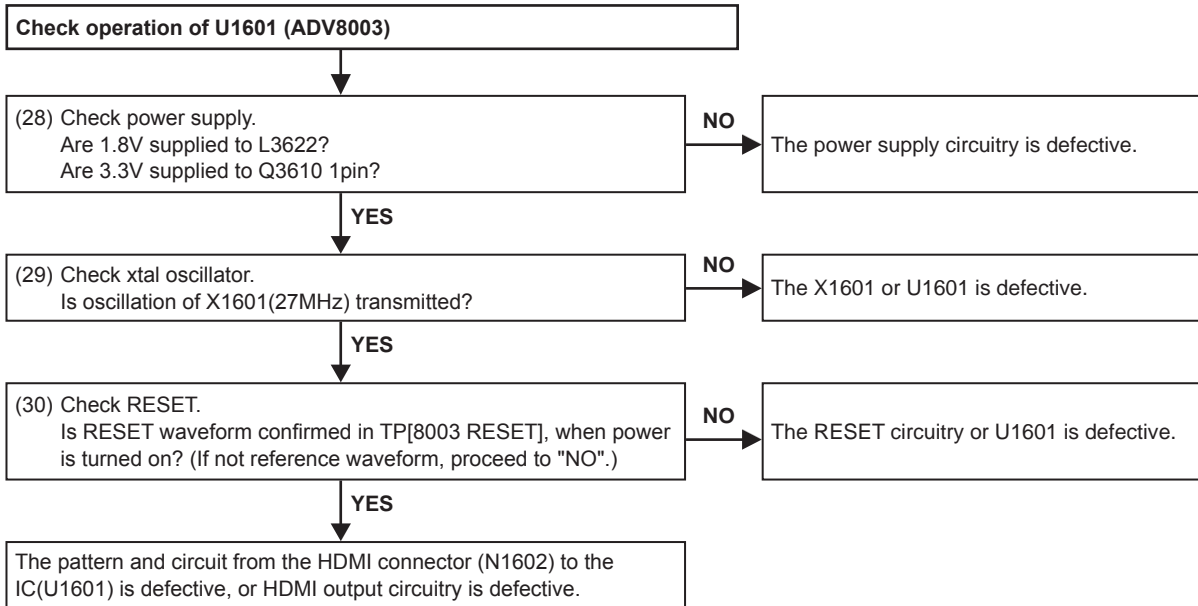 Check operation of U1601 (ADV8003)
(28) Check power supply.
Are 1.8V supplied to L3622?
Are 3.3V supplied to Q3610 1pin?
NO
The power supply circuitry is defective.
YES
(29) Check xtal oscillator.
Is oscillation of X1601(27MHz) transmitted?
NO
The X1601 or U1601 is defective.
YES
(30) Check RESET.
Is RESET waveform confirmed in TP[8003 RESET], when power
is turned on? (If not reference waveform, proceed to "NO".)
NO
The RESET circuitry or U1601 is defective.
YES
The pattern and circuit from the HDMI connector (N1602) to the
IC(U1601) is defective, or HDMI output circuitry is defective.